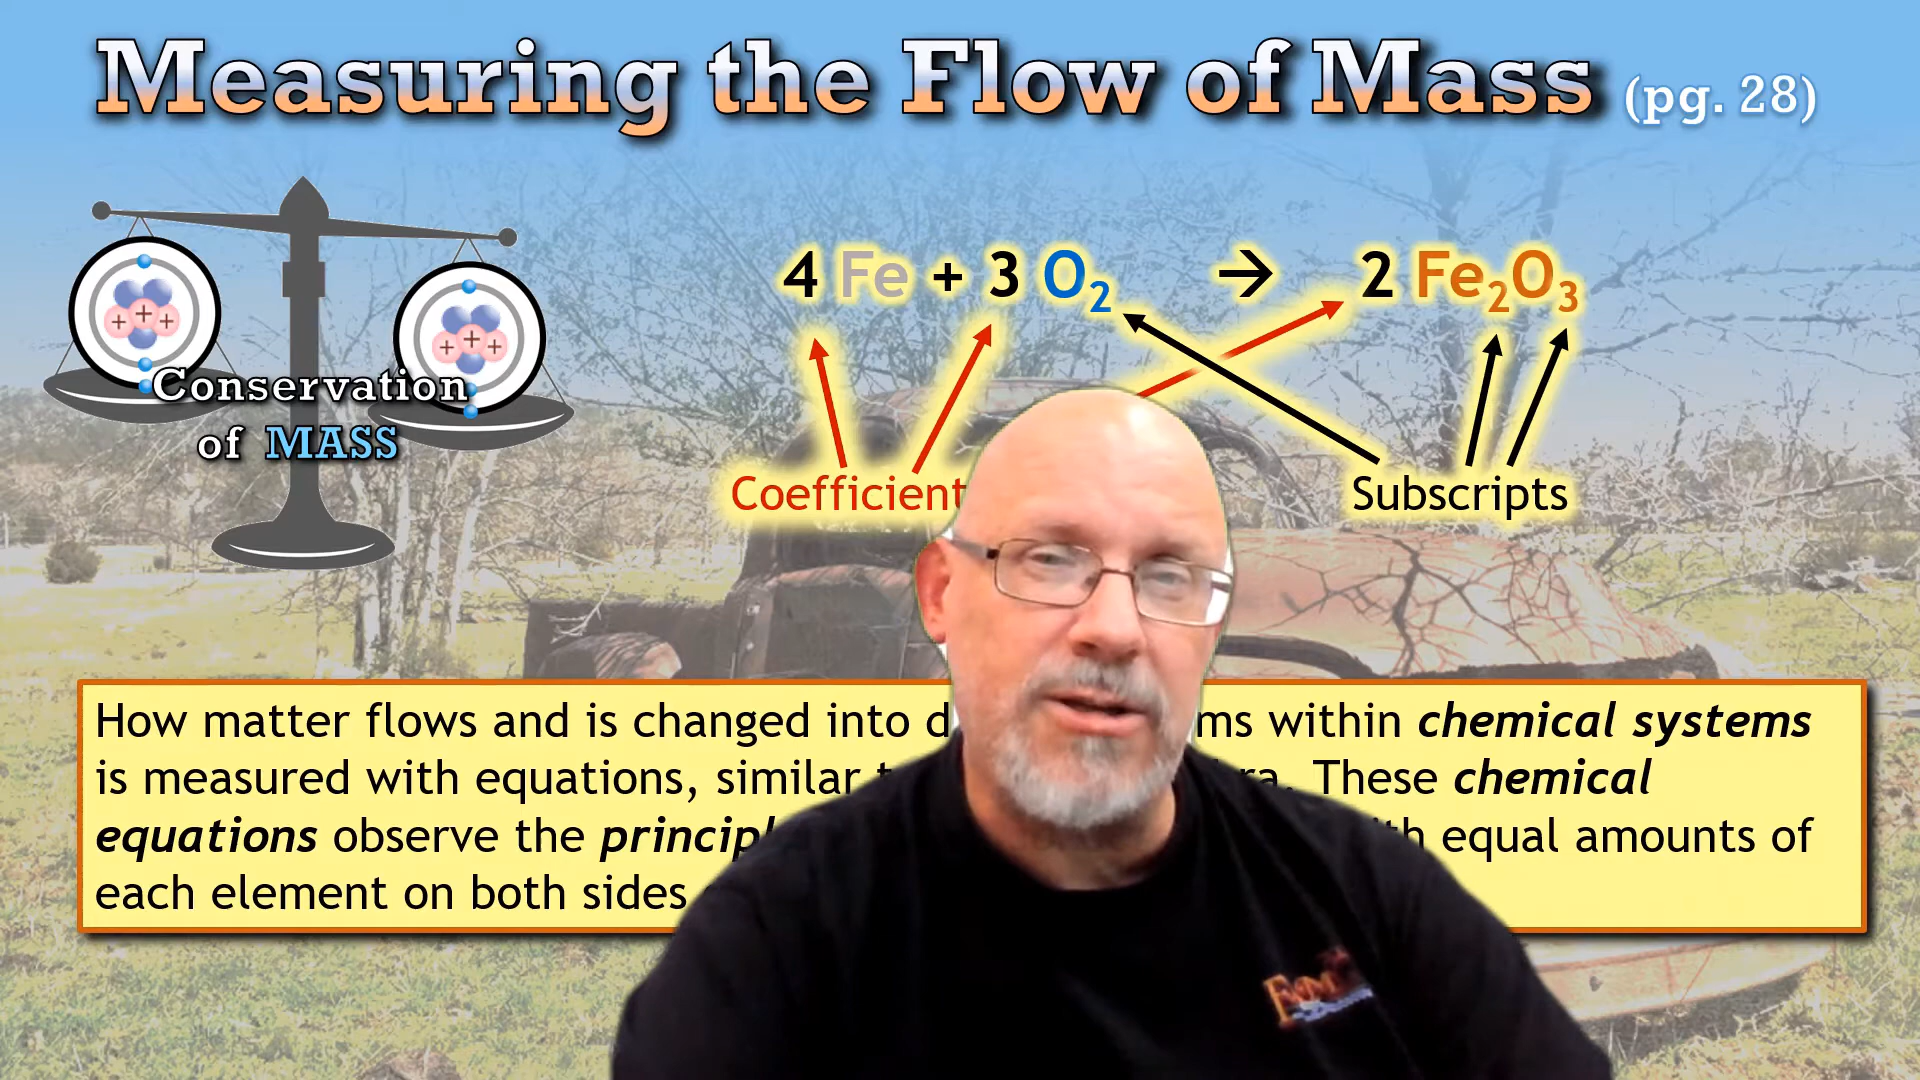 Measuring the Flow of Mass (pg. 28)
4 Fe + 3 O₂ → 2 Fe₂O₃
Conservation
of MASS
Coefficient
Subscripts
How matter flows and is changed into within chemical systems
is measured with equations, similar These chemical
equations observe the equal amounts of
each element on both sides